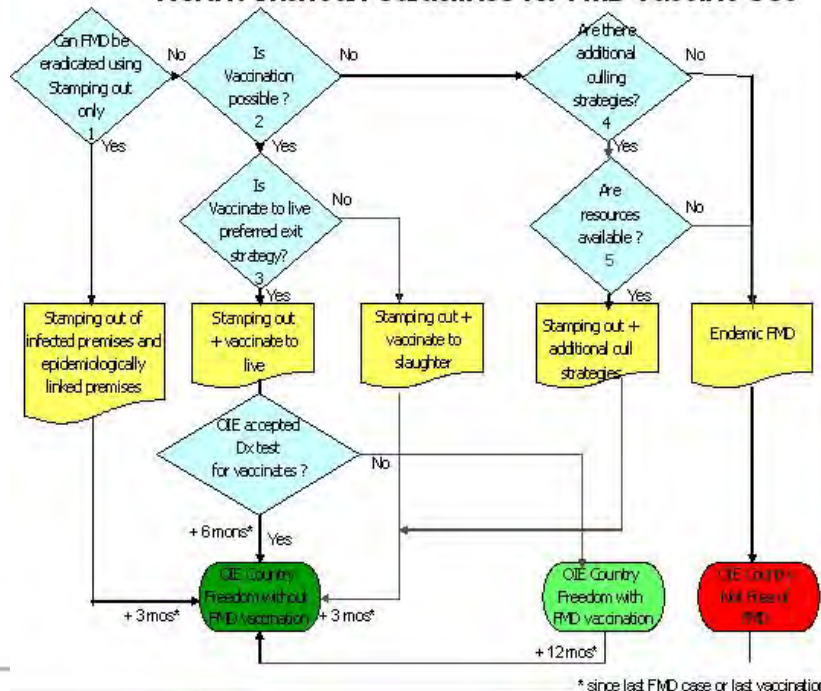 Can FMD be
eradicated using
Stamping out
only
1
No
Yes
Is
Vaccination
possible ?
2
No
Yes
Are there
additional
culling
strategies?
4
No
Yes
Is
Vaccinate to live
preferred exit
strategy?
3
No
Yes
Are
resources
available ?
5
No
Yes
Stamping out of
infected premises and
epidemiologically
linked premises
Stamping out
+ vaccinate to
live
Stamping out +
vaccinate to
slaughter
Stamping out +
additional cull
strategies
Endemic FMD
OIE accepted
Dx test
for vaccinates ?
No
+ 6 mons*
Yes
OIE Country
Freedom without
FMD vaccination
+ 3 mos*
+ 3 mos*
OIE Country
Freedom with
FMD vaccination
+ 12 mos*
OIE Country
Not Free of
FMD
* since last FMD case or last vaccination